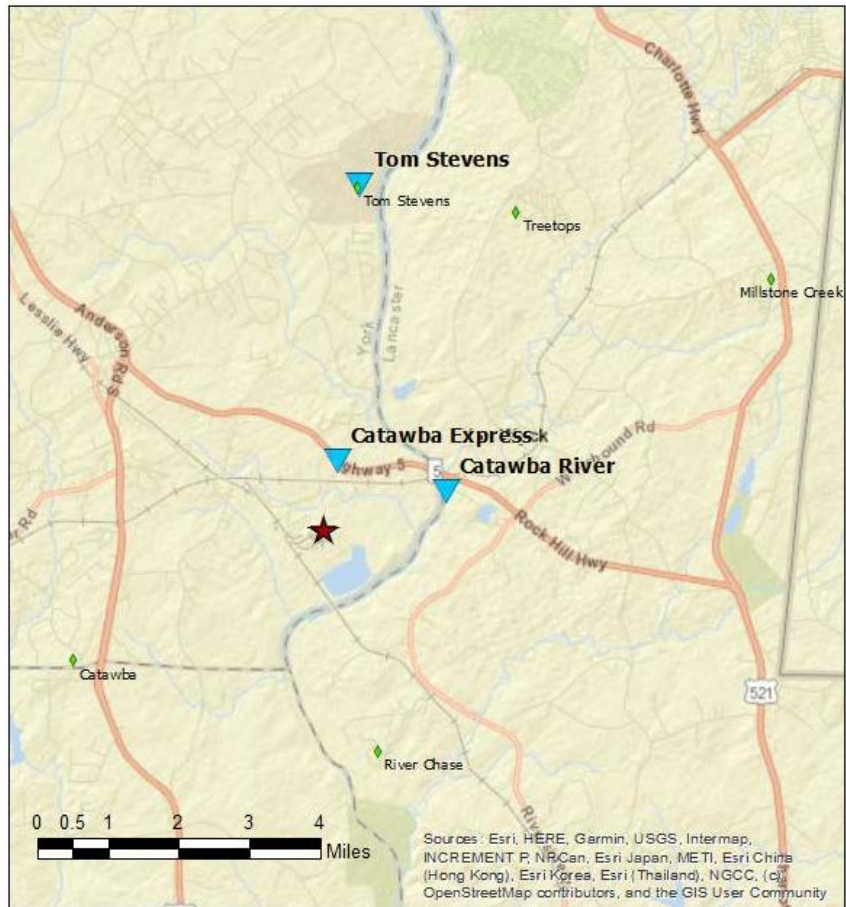 Charlotte Hwy
Tom Stevens
Tom Stevens
Treetops
Millstone Creek
York
Lancaster
Lesslie Hwy
Anderson Rd S
Catawba Express
Rd
Catawba River
Highway 5
5
Rock Hill Hwy
Rd
Catawba
521
River Chase
0 0.5 1 2 3 4
Miles
Sources: Esri, HERE, Garmin, USGS, Intermap,
INCREMENT P, NRCan, Esri Japan, METI, Esri China
(Hong Kong), Esri Korea, Esri (Thailand), NGCC, (c)
OpenStreetMap contributors, and the GIS User Community